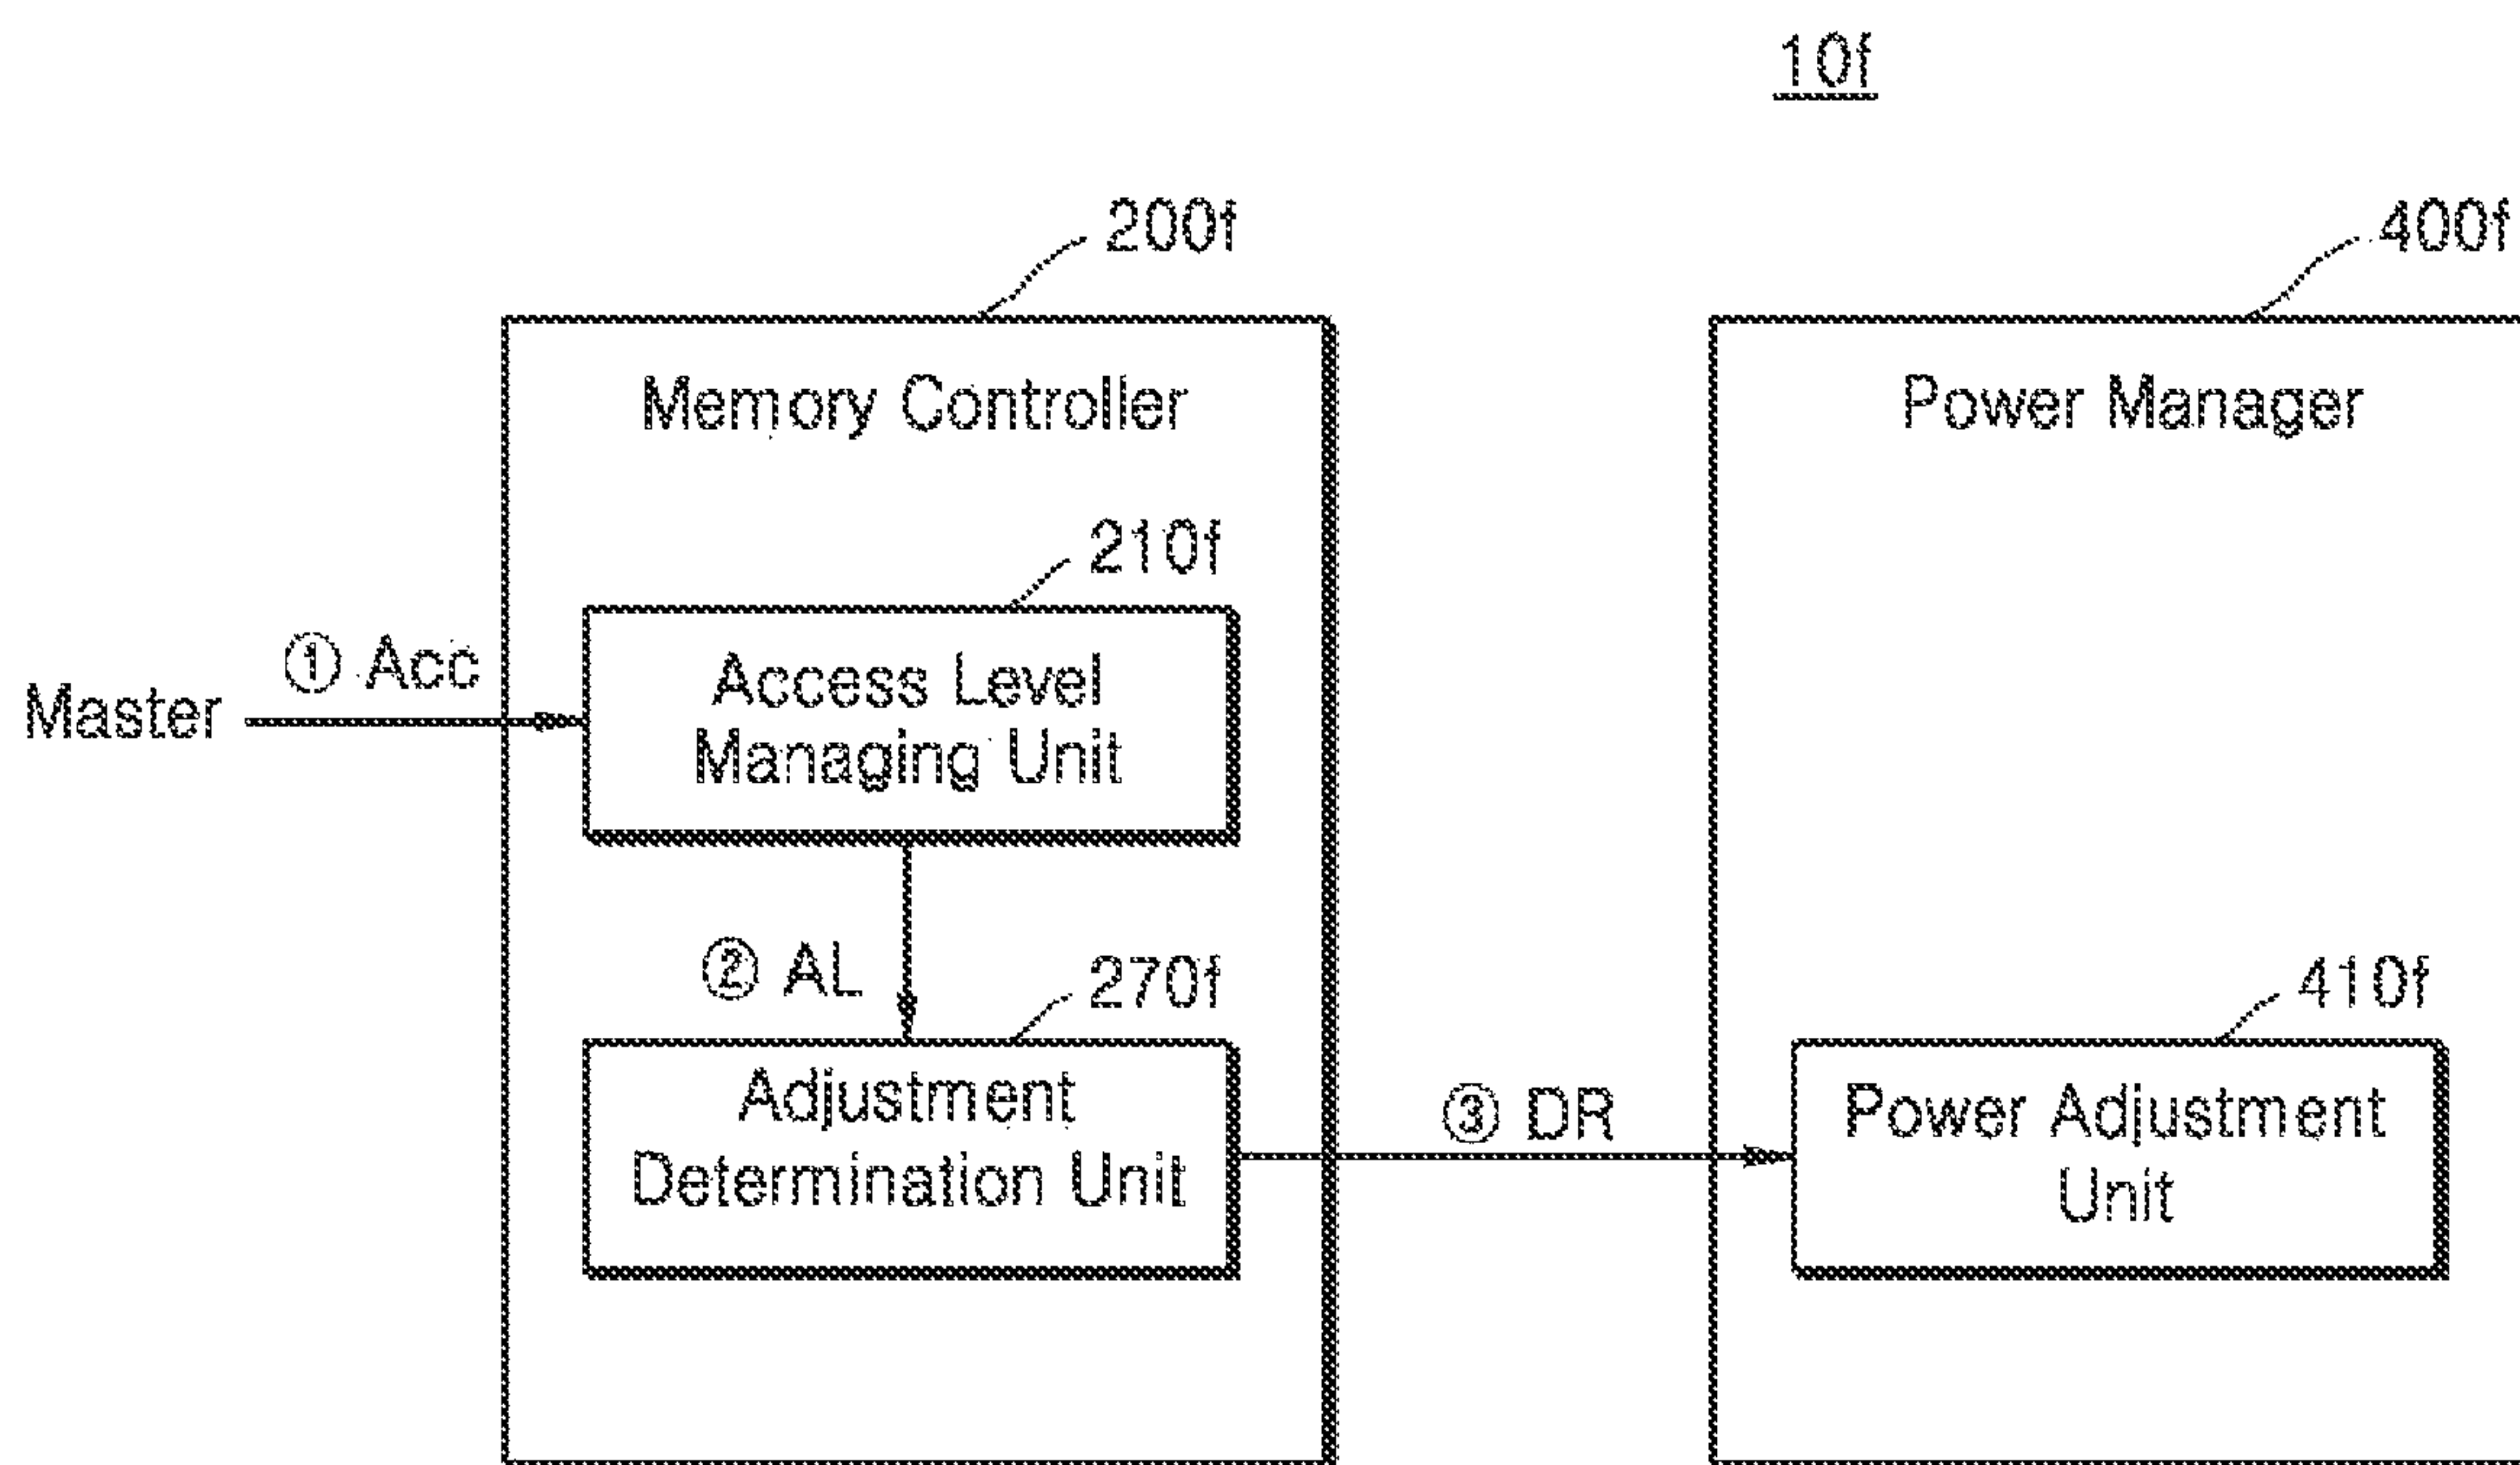 10f
200f
400f
Memory Controller
Power Manager
210f
① Acc
Master
Access Level
Managing Unit
② AL
270f
410f
Adjustment
Determination Unit
③ DR
Power Adjustment
Unit